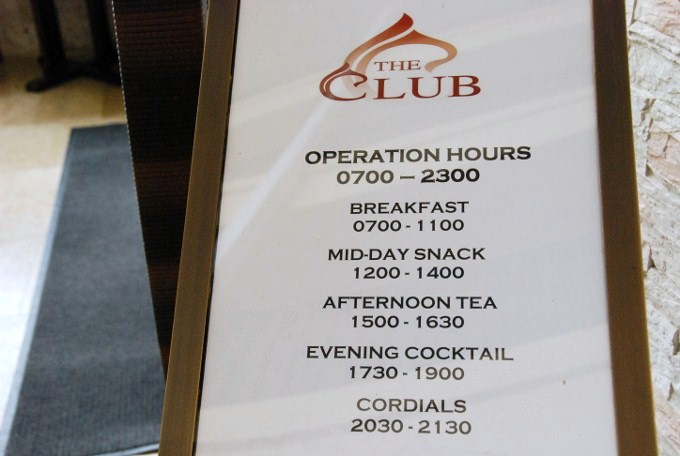 THE
CLUB
OPERATION HOURS
0700 – 2300
BREAKFAST
0700 - 1100
MID-DAY SNACK
1200 - 1400
AFTERNOON TEA
1500 - 1630
EVENING COCKTAIL
1730 - 1900
CORDIALS
2030 - 2130